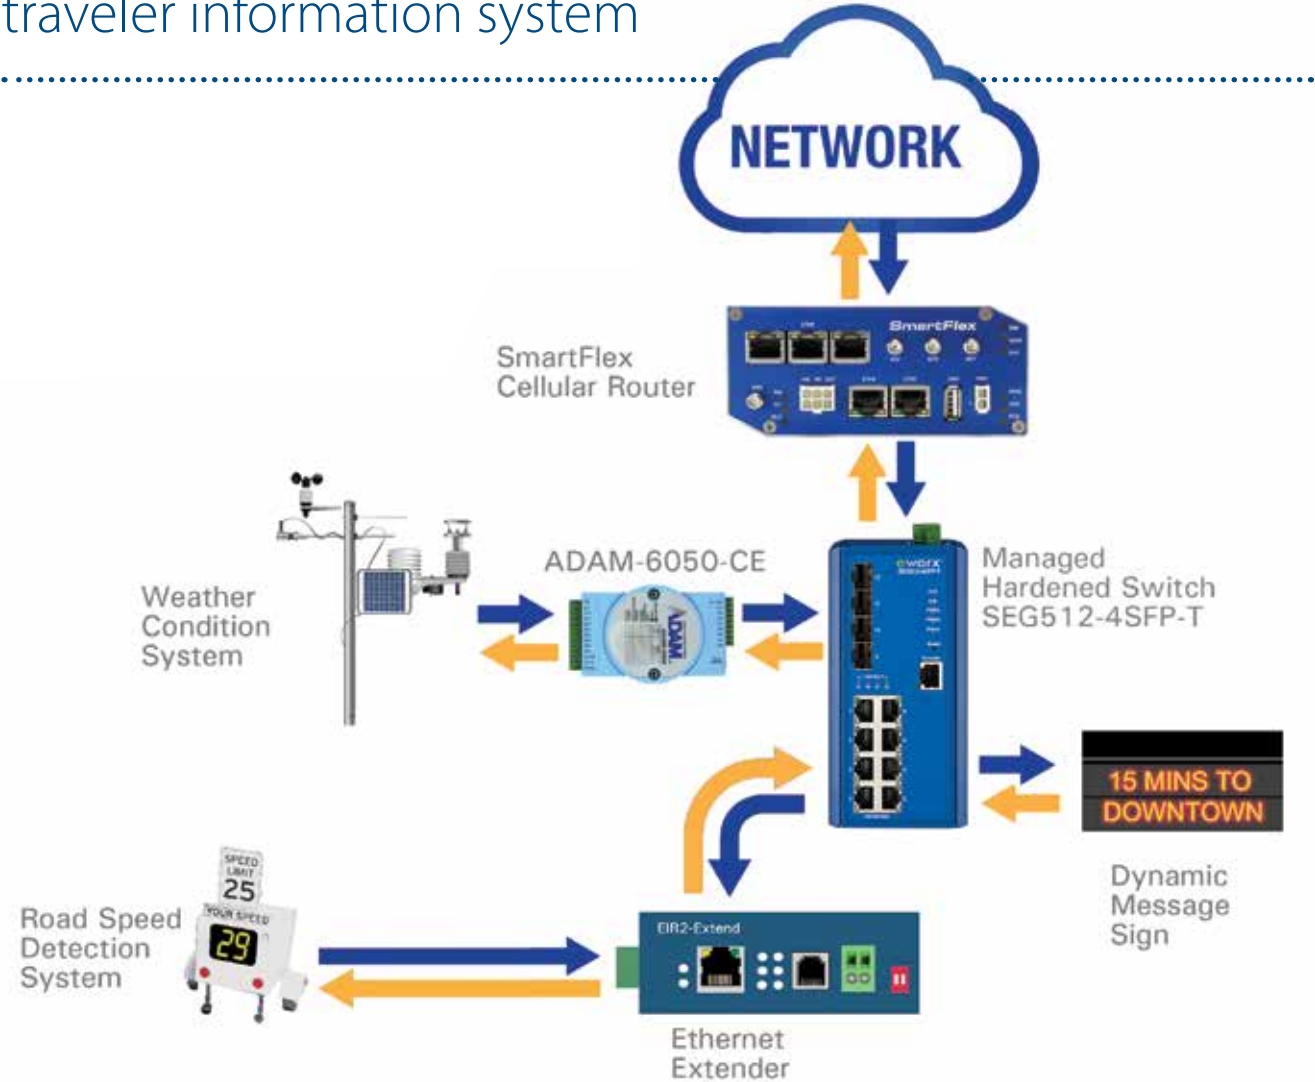 traveler information system
NETWORK
SmartFlex
SmartFlex
Cellular Router
ADAM-6050-CE
Managed
Hardened Switch
SEG512-4SFP-T
eworx
Weather
Condition
System
ADAM
15 MINS TO
DOWNTOWN
Dynamic
Message
Sign
SPEED
LIMIT
25
YOUR SPEED
29
Road Speed
Detection
System
EIR2-Extend
Ethernet
Extender